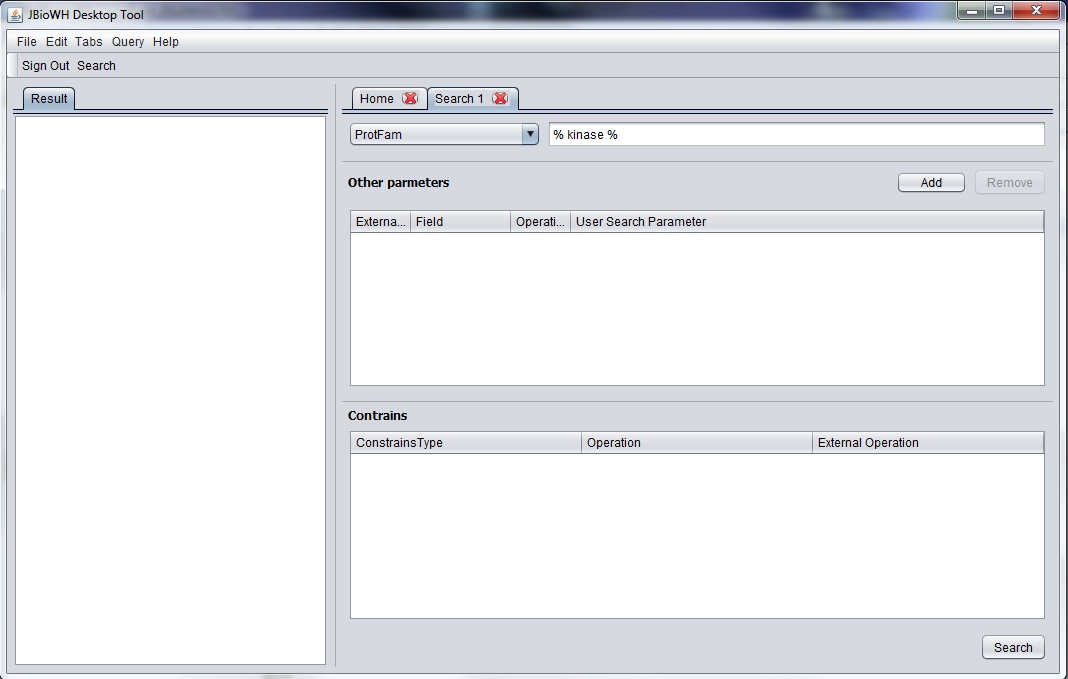 JBioWH Desktop Tool
File Edit Tabs Query Help
Sign Out Search
Result
Home Search 1
ProtFam % kinase %
Other parmeters Add Remove
Externa... Field Operati... User Search Parameter
Contrains
ConstrainsType Operation External Operation
Search